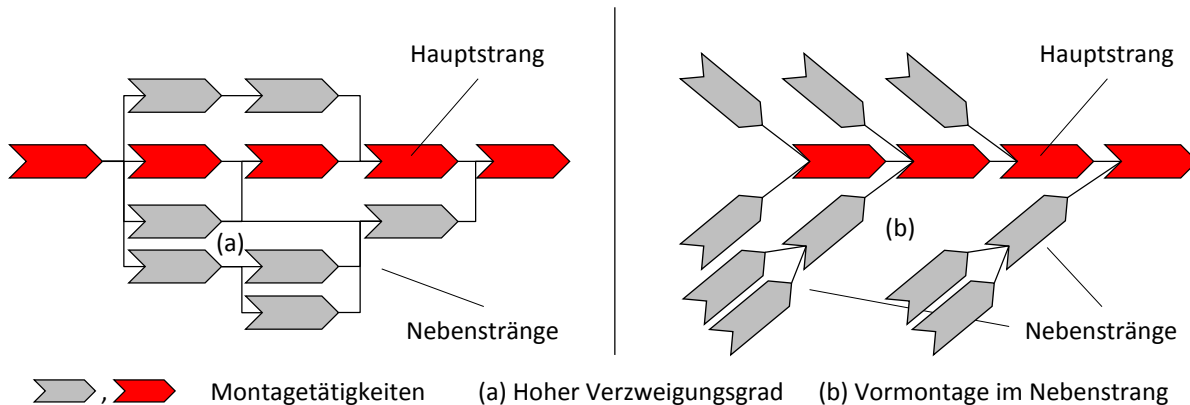 Hauptstrang
Hauptstrang
(a)
(b)
Nebenstränge
Nebenstränge
, Montagetätigkeiten (a) Hoher Verzweigungsgrad (b) Vormontage im Nebenstrang